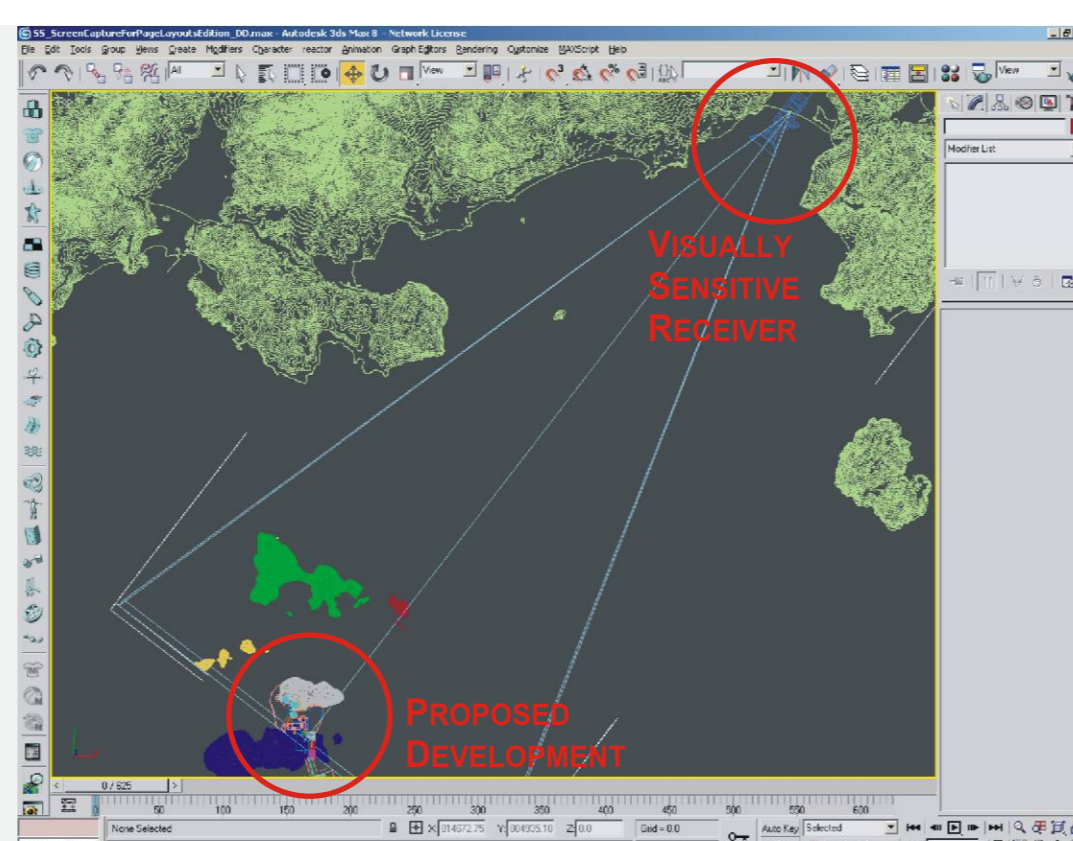 55_ScreenCaptureForPageLayoutsEdition_DD.max - Autodesk 3ds Max 8 - Network License
File Edit Tools Group Views Create Modifiers Character reactor Animation Graph Editors Rendering Customize MAXScript Help
All View View
Modifier List
VISUALLY
SENSITIVE
RECEIVER
PROPOSED
DEVELOPMENT
0 / 625
0 50 100 150 200 250 300 350 400 450 500 550 600
None Selected X: 814672.75 Y: 804935.18 Z: 0.0 Grid = 0.0 Auto Key Selected